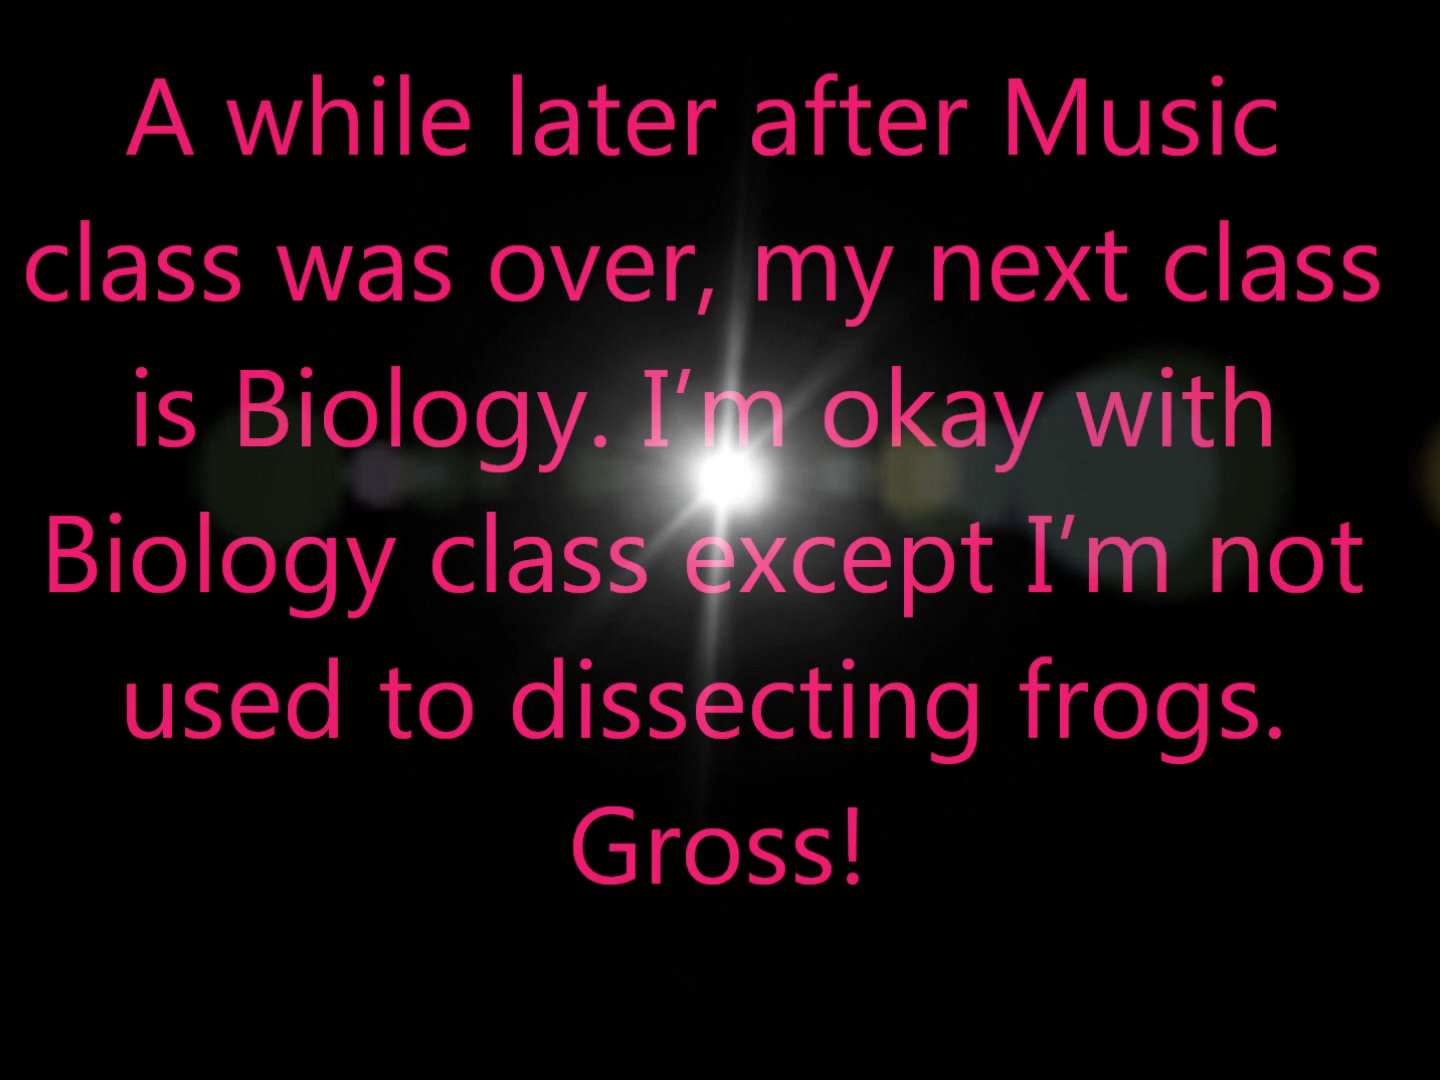 A while later after Music
class was over, my next class
is Biology. I’m okay with
Biology class except I’m not
used to dissecting frogs.
Gross!